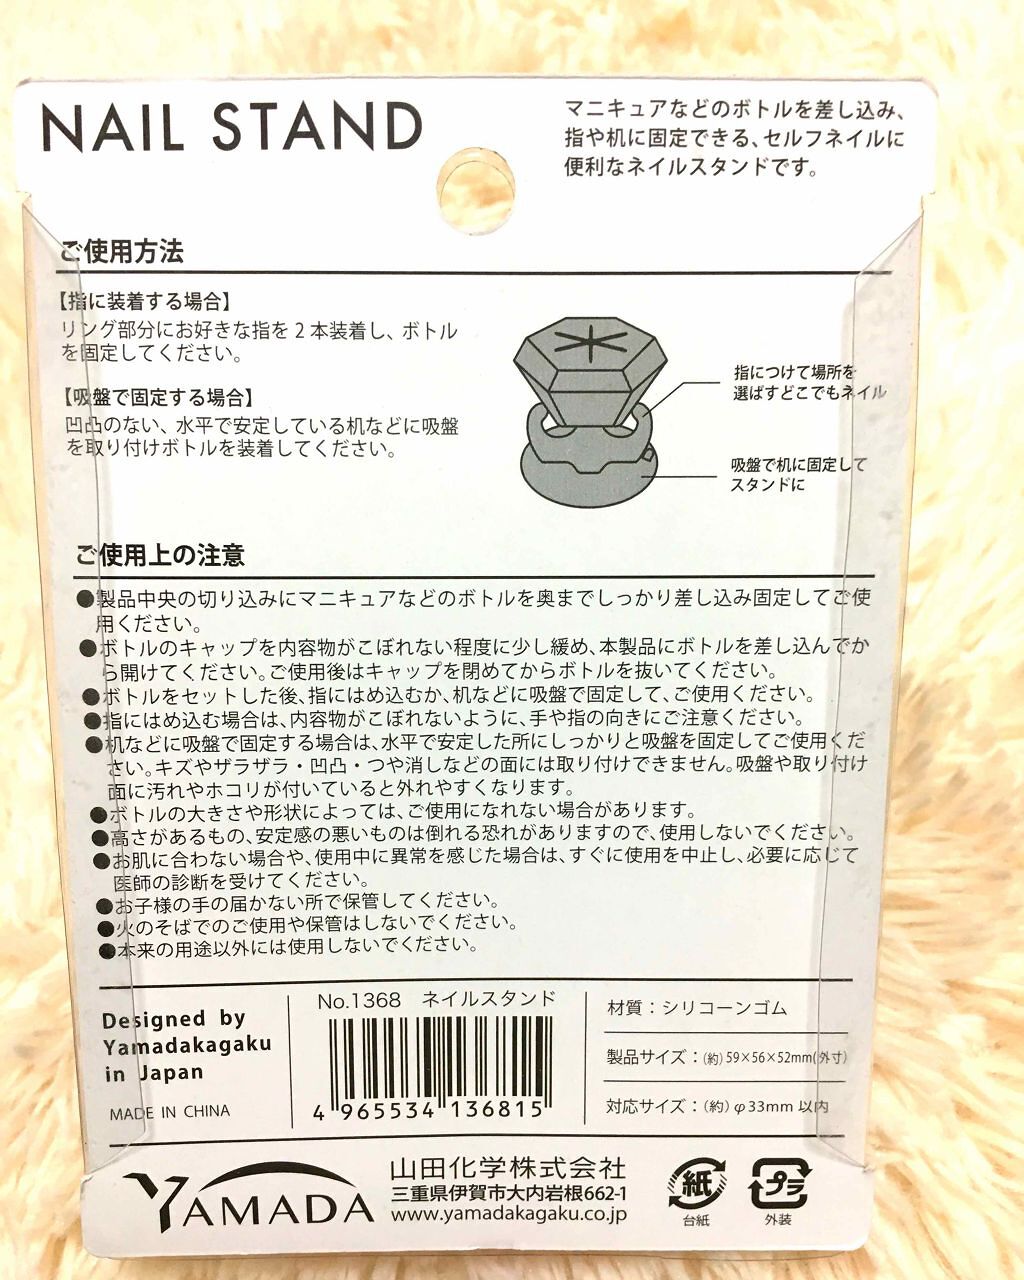 NAIL STAND
マニキュアなどのボトルを差し込み、
指や机に固定できる、セルフネイルに
便利なネイルスタンドです。
ご使用方法
【指に装着する場合】
リング部分にお好きな指を2本装着し、ボトル
を固定してください。
【吸盤で固定する場合】
凹凸のない、水平で安定している机などに吸盤
を取り付けボトルを装着してください。
指につけて場所を
選ばずどこでもネイル
吸盤で机に固定して
スタンドに
ご使用上の注意
●製品中央の切り込みにマニキュアなどのボトルを奥までしっかり差し込み固定してご使
用ください。
●ボトルのキャップを内容物がこぼれない程度に少し緩め、本製品にボトルを差し込んでか
ら開けてください。ご使用後はキャップを閉めてからボトルを抜いてください。
●ボトルをセットした後、指にはめ込むか、机などに吸盤で固定して、ご使用ください。
●指にはめ込む場合は、内容物がこぼれないように、手や指の向きにご注意ください。
●机などに吸盤で固定する場合は、水平で安定した所にしっかりと吸盤を固定してご使用くだ
さい。キズやザラザラ・凹凸・つや消しなどの面には取り付けできません。吸盤や取り付け
面に汚れやホコリが付いていると外れやすくなります。
●ボトルの大きさや形状によっては、ご使用になれない場合があります。
●高さがあるもの、安定感の悪いものは倒れる恐れがありますので、使用しないでください。
●お肌に合わない場合や、使用中に異常を感じた場合は、すぐに使用を中止し、必要に応じて
医師の診断を受けてください。
●お子様の手の届かない所で保管してください。
●火のそばでのご使用や保管はしないでください。
●本来の用途以外には使用しないでください。
Designed by
Yamadakagaku
in Japan
MADE IN CHINA
No.1368 ネイルスタンド
4 965534 136815
材質：シリコーンゴム
製品サイズ：(約)59×56×52mm(外寸)
対応サイズ：(約)φ33mm以内
YAMADA
山田化学株式会社
三重県伊賀市大内岩根662-1
www.yamadakagaku.co.jp
紙
台紙
プラ
外装